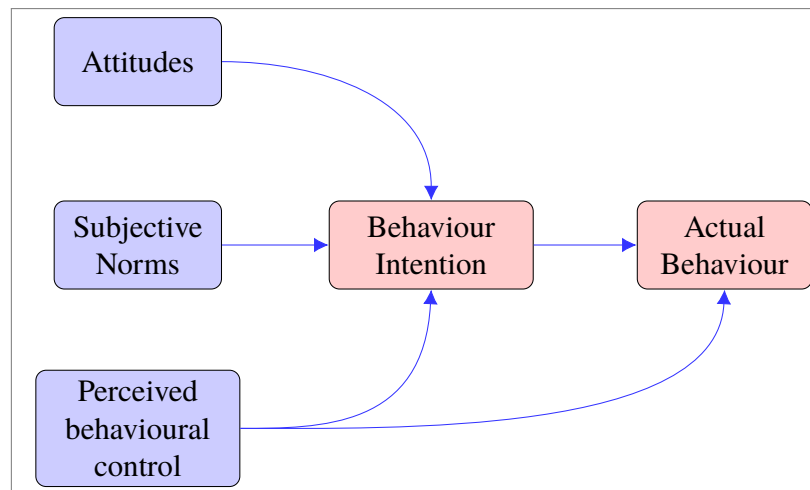 Attitudes
Subjective
Norms
Behaviour
Intention
Actual
Behaviour
Perceived
behavioural
control